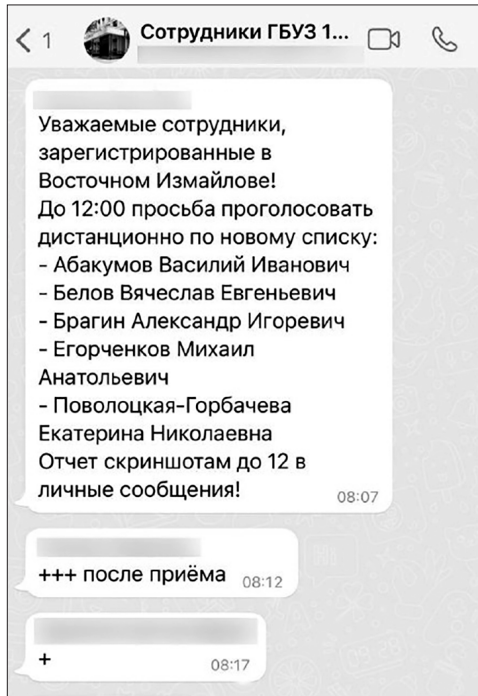 1
Сотрудники ГБУЗ 1...
Уважаемые сотрудники,
зарегистрированные в
Восточном Измайлове!
До 12:00 просьба проголосовать
дистанционно по новому списку:
- Абакумов Василий Иванович
- Белов Вячеслав Евгеньевич
- Брагин Александр Игоревич
- Егорченков Михаил
Анатольевич
- Поволоцкая-Горбачева
Екатерина Николаевна
Отчет скриншотам до 12 в
личные сообщения!
08:07
+++ после приёма
08:12
+
08:17